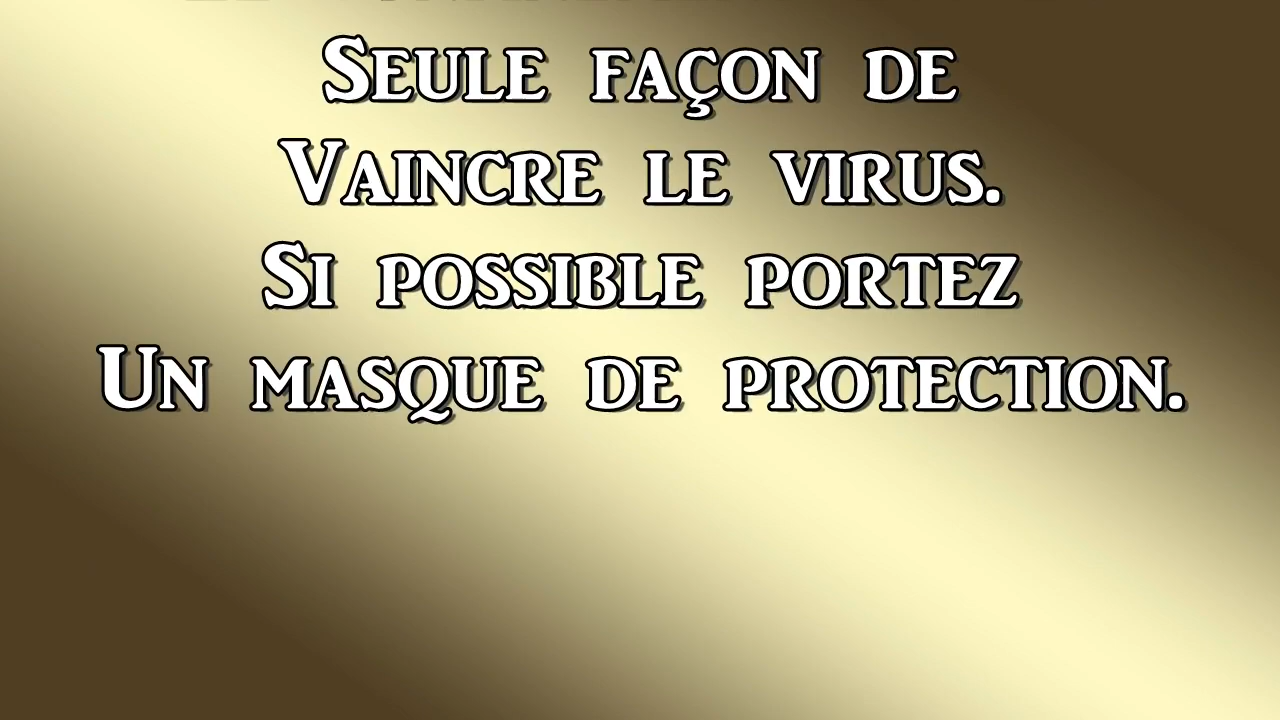 Seule façon de
Vaincre le virus.
Si possible portez
Un masque de protection.